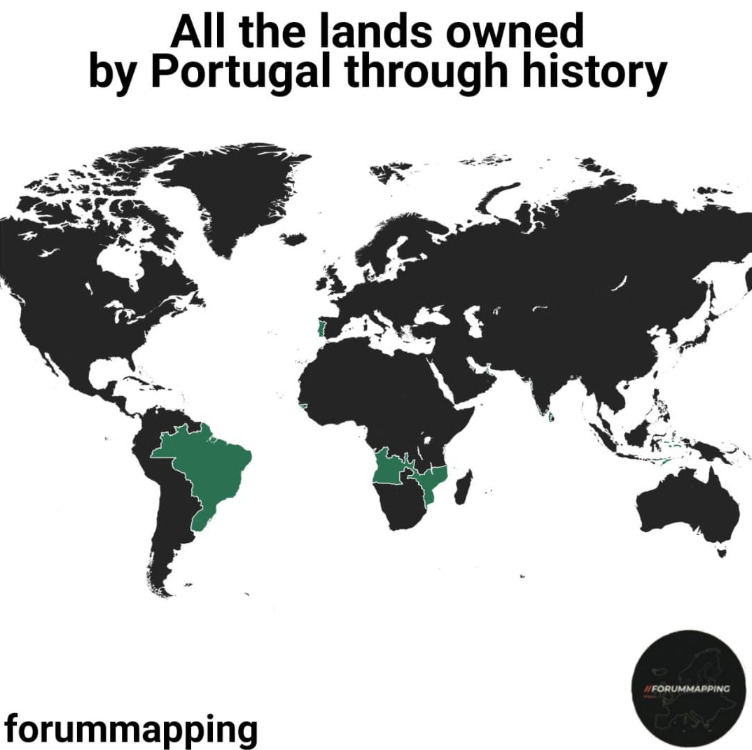 All the lands owned
by Portugal through history
//FORUMMAPPING
forummapping